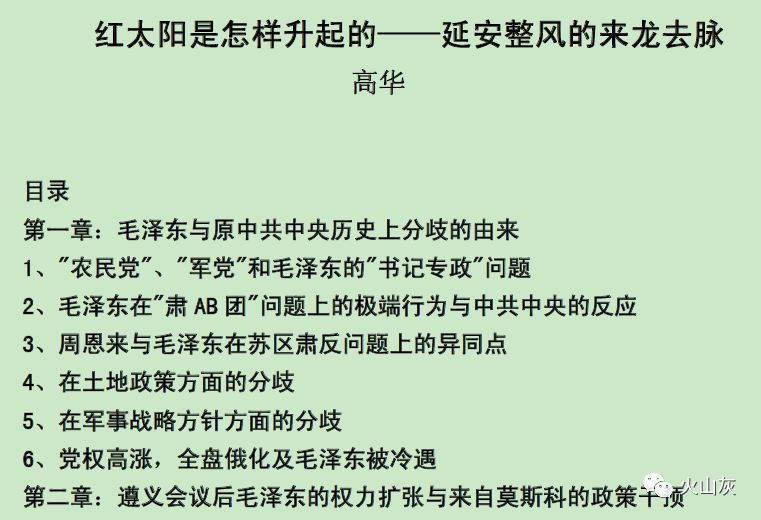 红太阳是怎样升起的——延安整风的来龙去脉
高华
目录
第一章：毛泽东与原中共中央历史上分歧的由来
1、"农民党"、"军党"和毛泽东的"书记专政"问题
2、毛泽东在"肃 AB 团"问题上的极端行为与中共中央的反应
3、周恩来与毛泽东在苏区肃反问题上的异同点
4、在土地政策方面的分歧
5、在军事战略方针方面的分歧
6、党权高涨，全盘俄化及毛泽东被冷遇
第二章：遵义会议后毛泽东的权力扩张与来自莫斯科的政策干预
火山灰